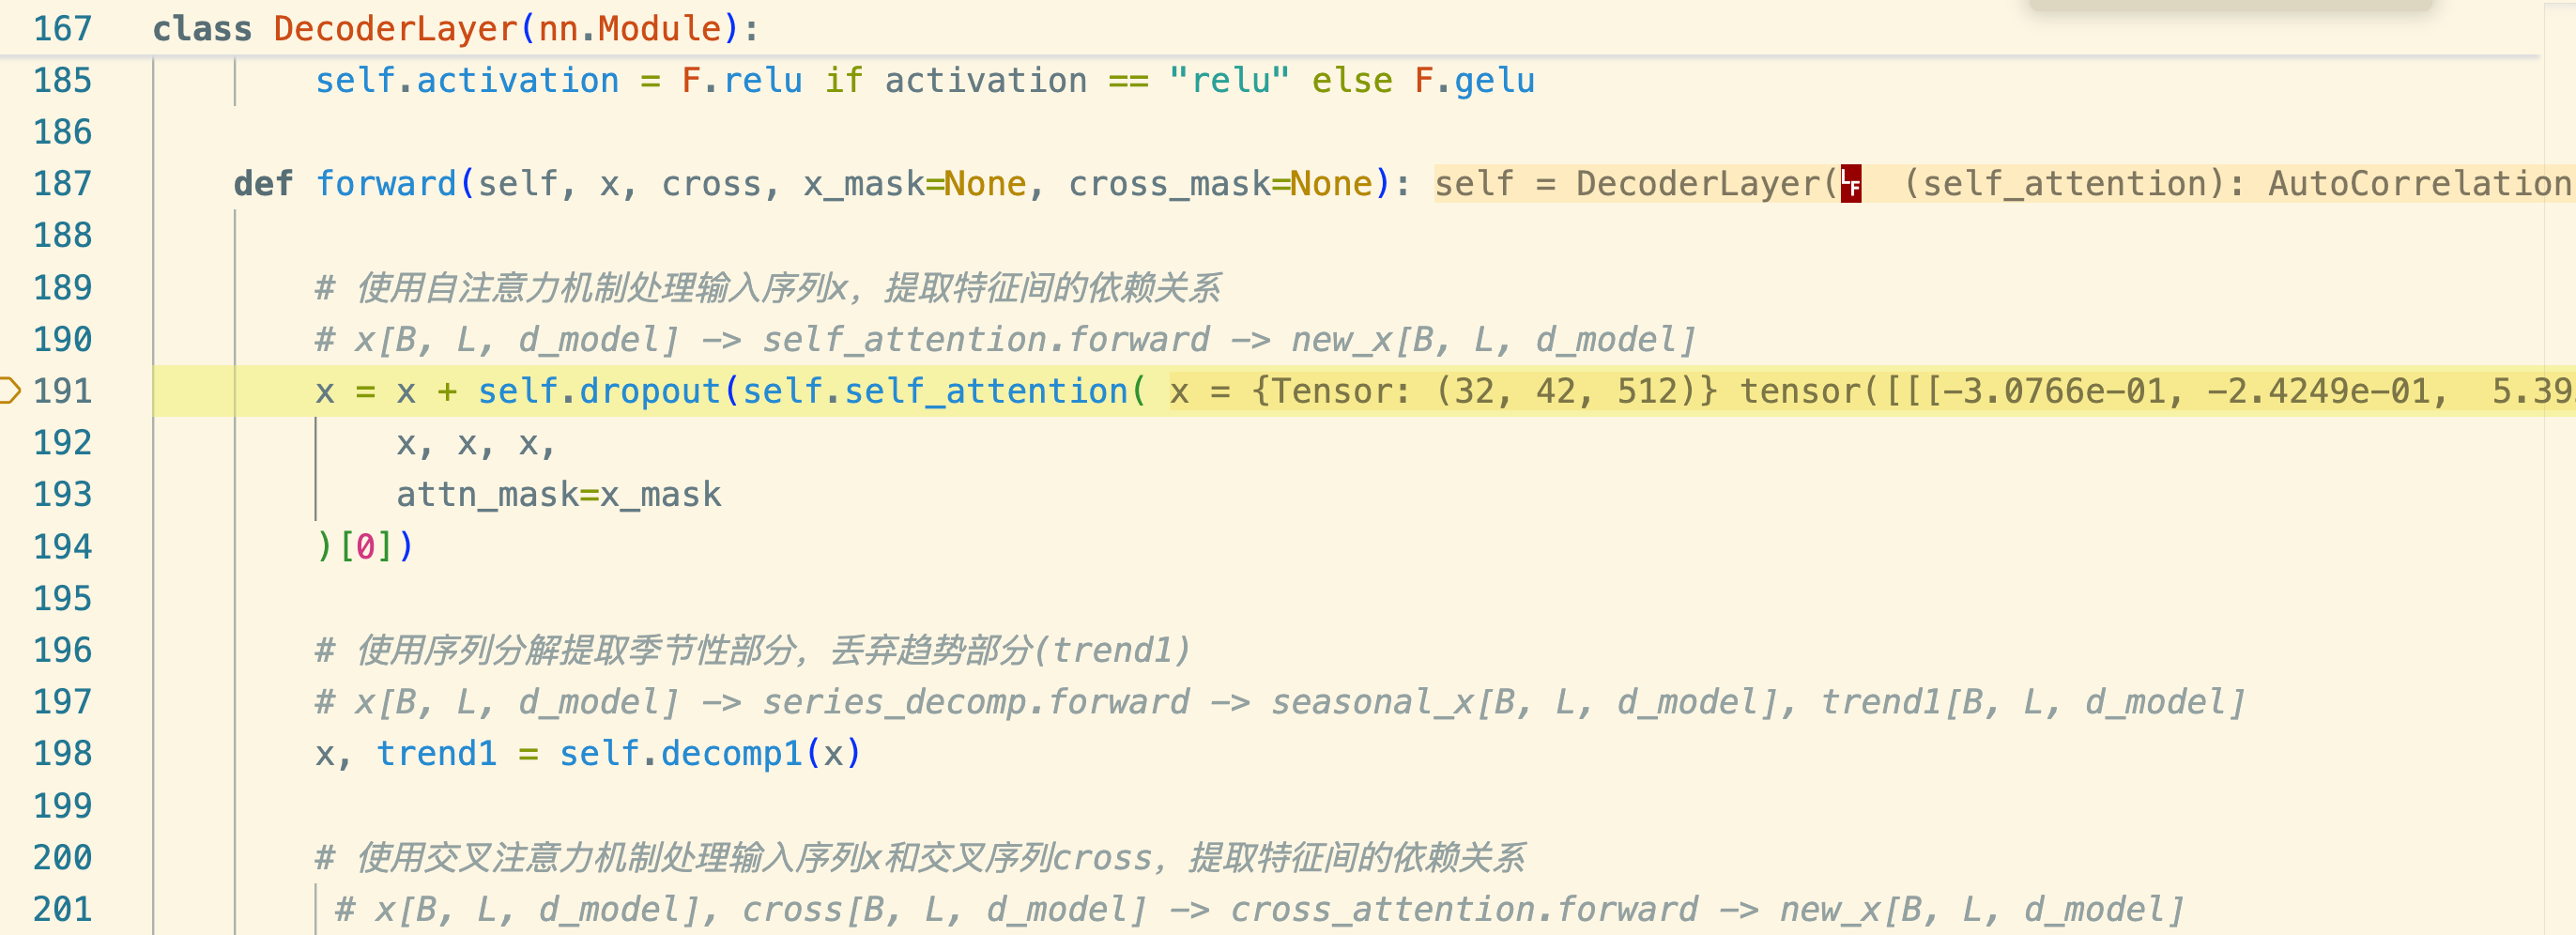 167 class DecoderLayer(nn.Module):
185 self.activation = F.relu if activation == "relu" else F.gelu
186
187 def forward(self, x, cross, x_mask=None, cross_mask=None): self = DecoderLayer(LF (self_attention): AutoCorrelation
188
189 # 使用自注意力机制处理输入序列x，提取特征间的依赖关系
190 # x[B, L, d_model] -> self_attention.forward -> new_x[B, L, d_model]
191 x = x + self.dropout(self.self_attention( x = {Tensor: (32, 42, 512)} tensor([[[-3.0766e-01, -2.4249e-01, 5.39
192 x, x, x,
193 attn_mask=x_mask
194 )[0])
195
196 # 使用序列分解提取季节性部分，丢弃趋势部分(trend1)
197 # x[B, L, d_model] -> series_decomp.forward -> seasonal_x[B, L, d_model], trend1[B, L, d_model]
198 x, trend1 = self.decomp1(x)
199
200 # 使用交叉注意力机制处理输入序列x和交叉序列cross，提取特征间的依赖关系
201 # x[B, L, d_model], cross[B, L, d_model] -> cross_attention.forward -> new_x[B, L, d_model]